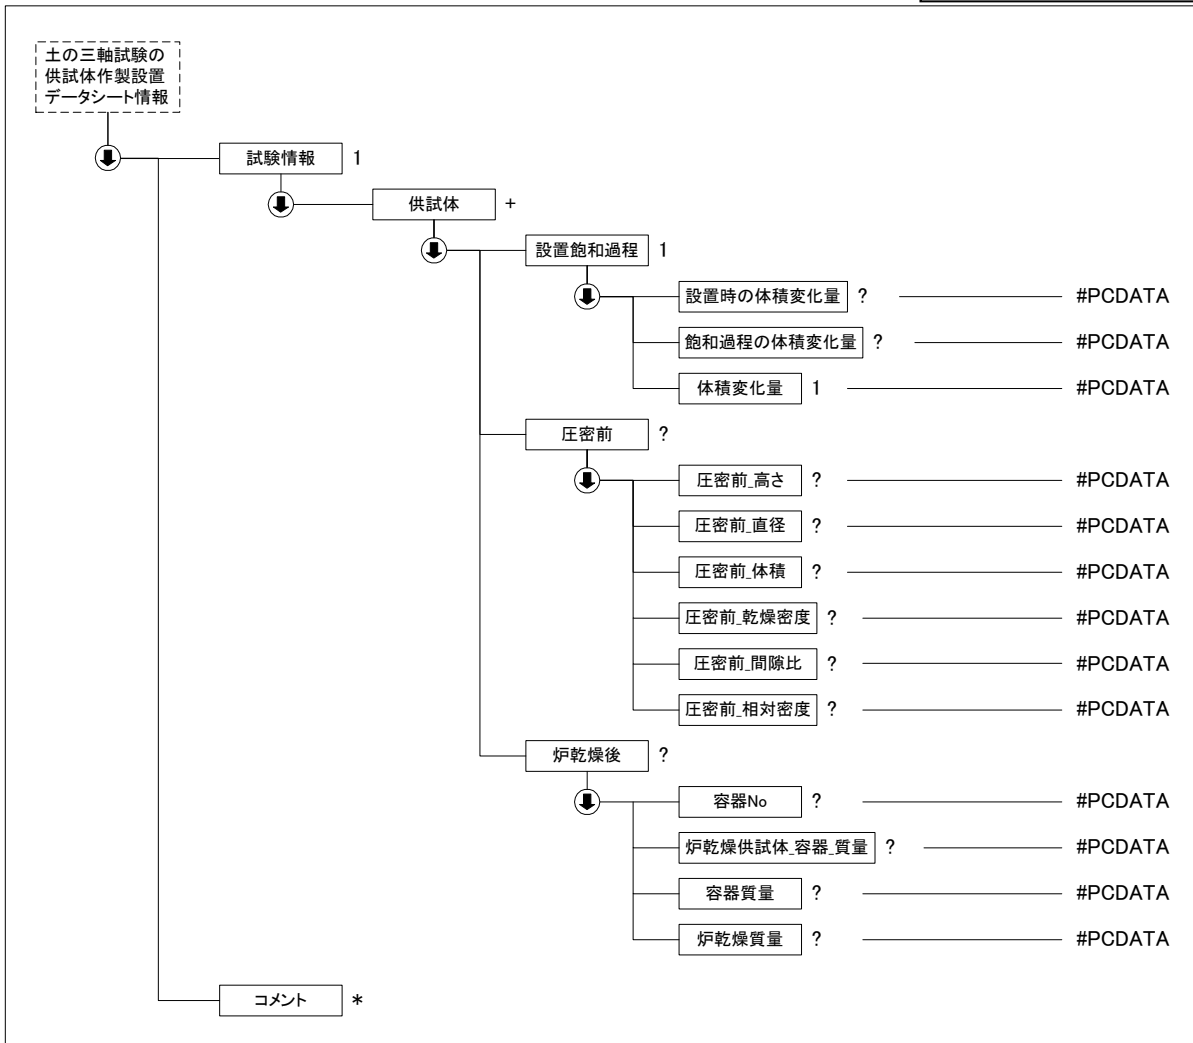 土の三軸試験の
供試体作製設置
データシート情報
試験情報 1
供試体 +
設置飽和過程 1
設置時の体積変化量 ? #PCDATA
飽和過程の体積変化量 ? #PCDATA
体積変化量 1 #PCDATA
圧密前 ?
圧密前_高さ ? #PCDATA
圧密前_直径 ? #PCDATA
圧密前_体積 ? #PCDATA
圧密前_乾燥密度 ? #PCDATA
圧密前_間隙比 ? #PCDATA
圧密前_相対密度 ? #PCDATA
炉乾燥後 ?
容器No ? #PCDATA
炉乾燥供試体_容器_質量 ? #PCDATA
容器質量 ? #PCDATA
炉乾燥質量 ? #PCDATA
コメント *